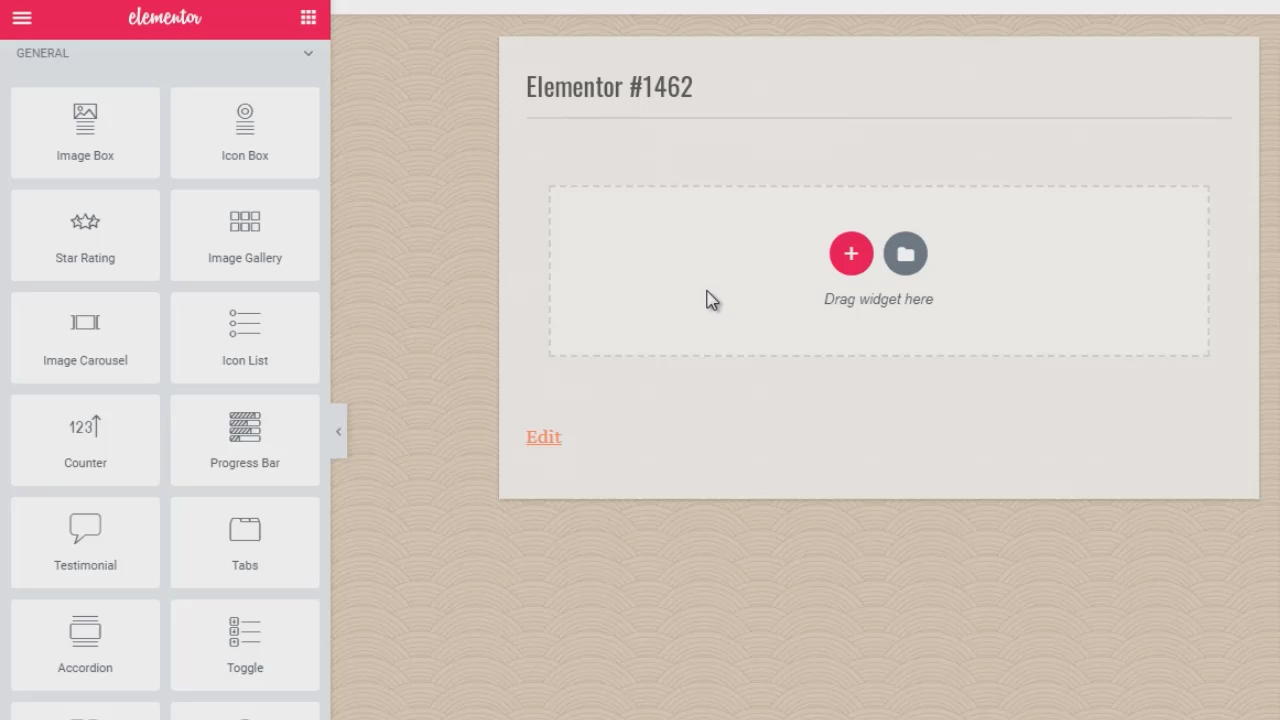 elementor
GENERAL
Image Box
Icon Box
Star Rating
Image Gallery
Image Carousel
Icon List
123
Counter
Progress Bar
Testimonial
Tabs
Accordion
Toggle
Elementor #1462
Drag widget here
Edit